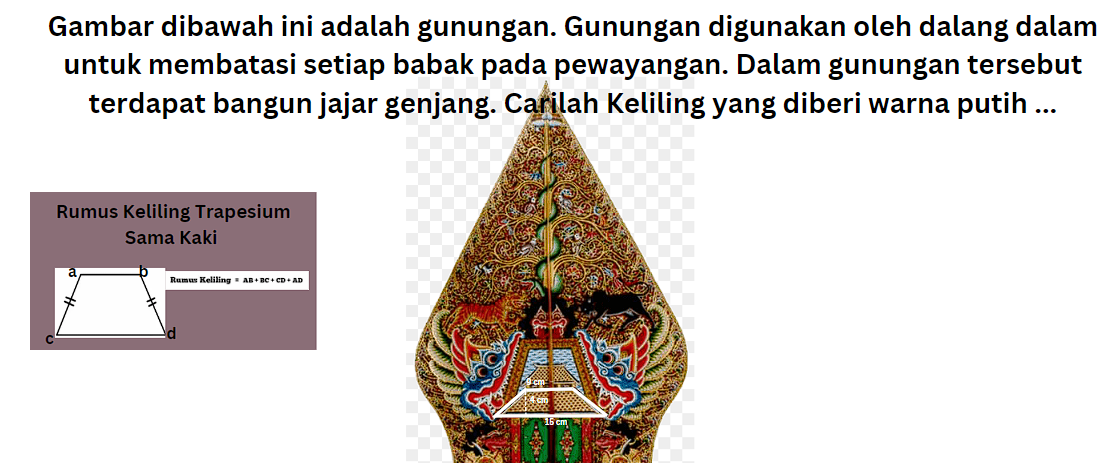 Gambar dibawah ini adalah gunungan. Gunungan digunakan oleh dalang dalam
untuk membatasi setiap babak pada pewayangan. Dalam gunungan tersebut
terdapat bangun jajar genjang. Carilah Keliling yang diberi warna putih ...
Rumus Keliling Trapesium
Sama Kaki
a b
Rumus Keliling = AB + BC + CD + AD
c d
9 cm
4 cm
16 cm